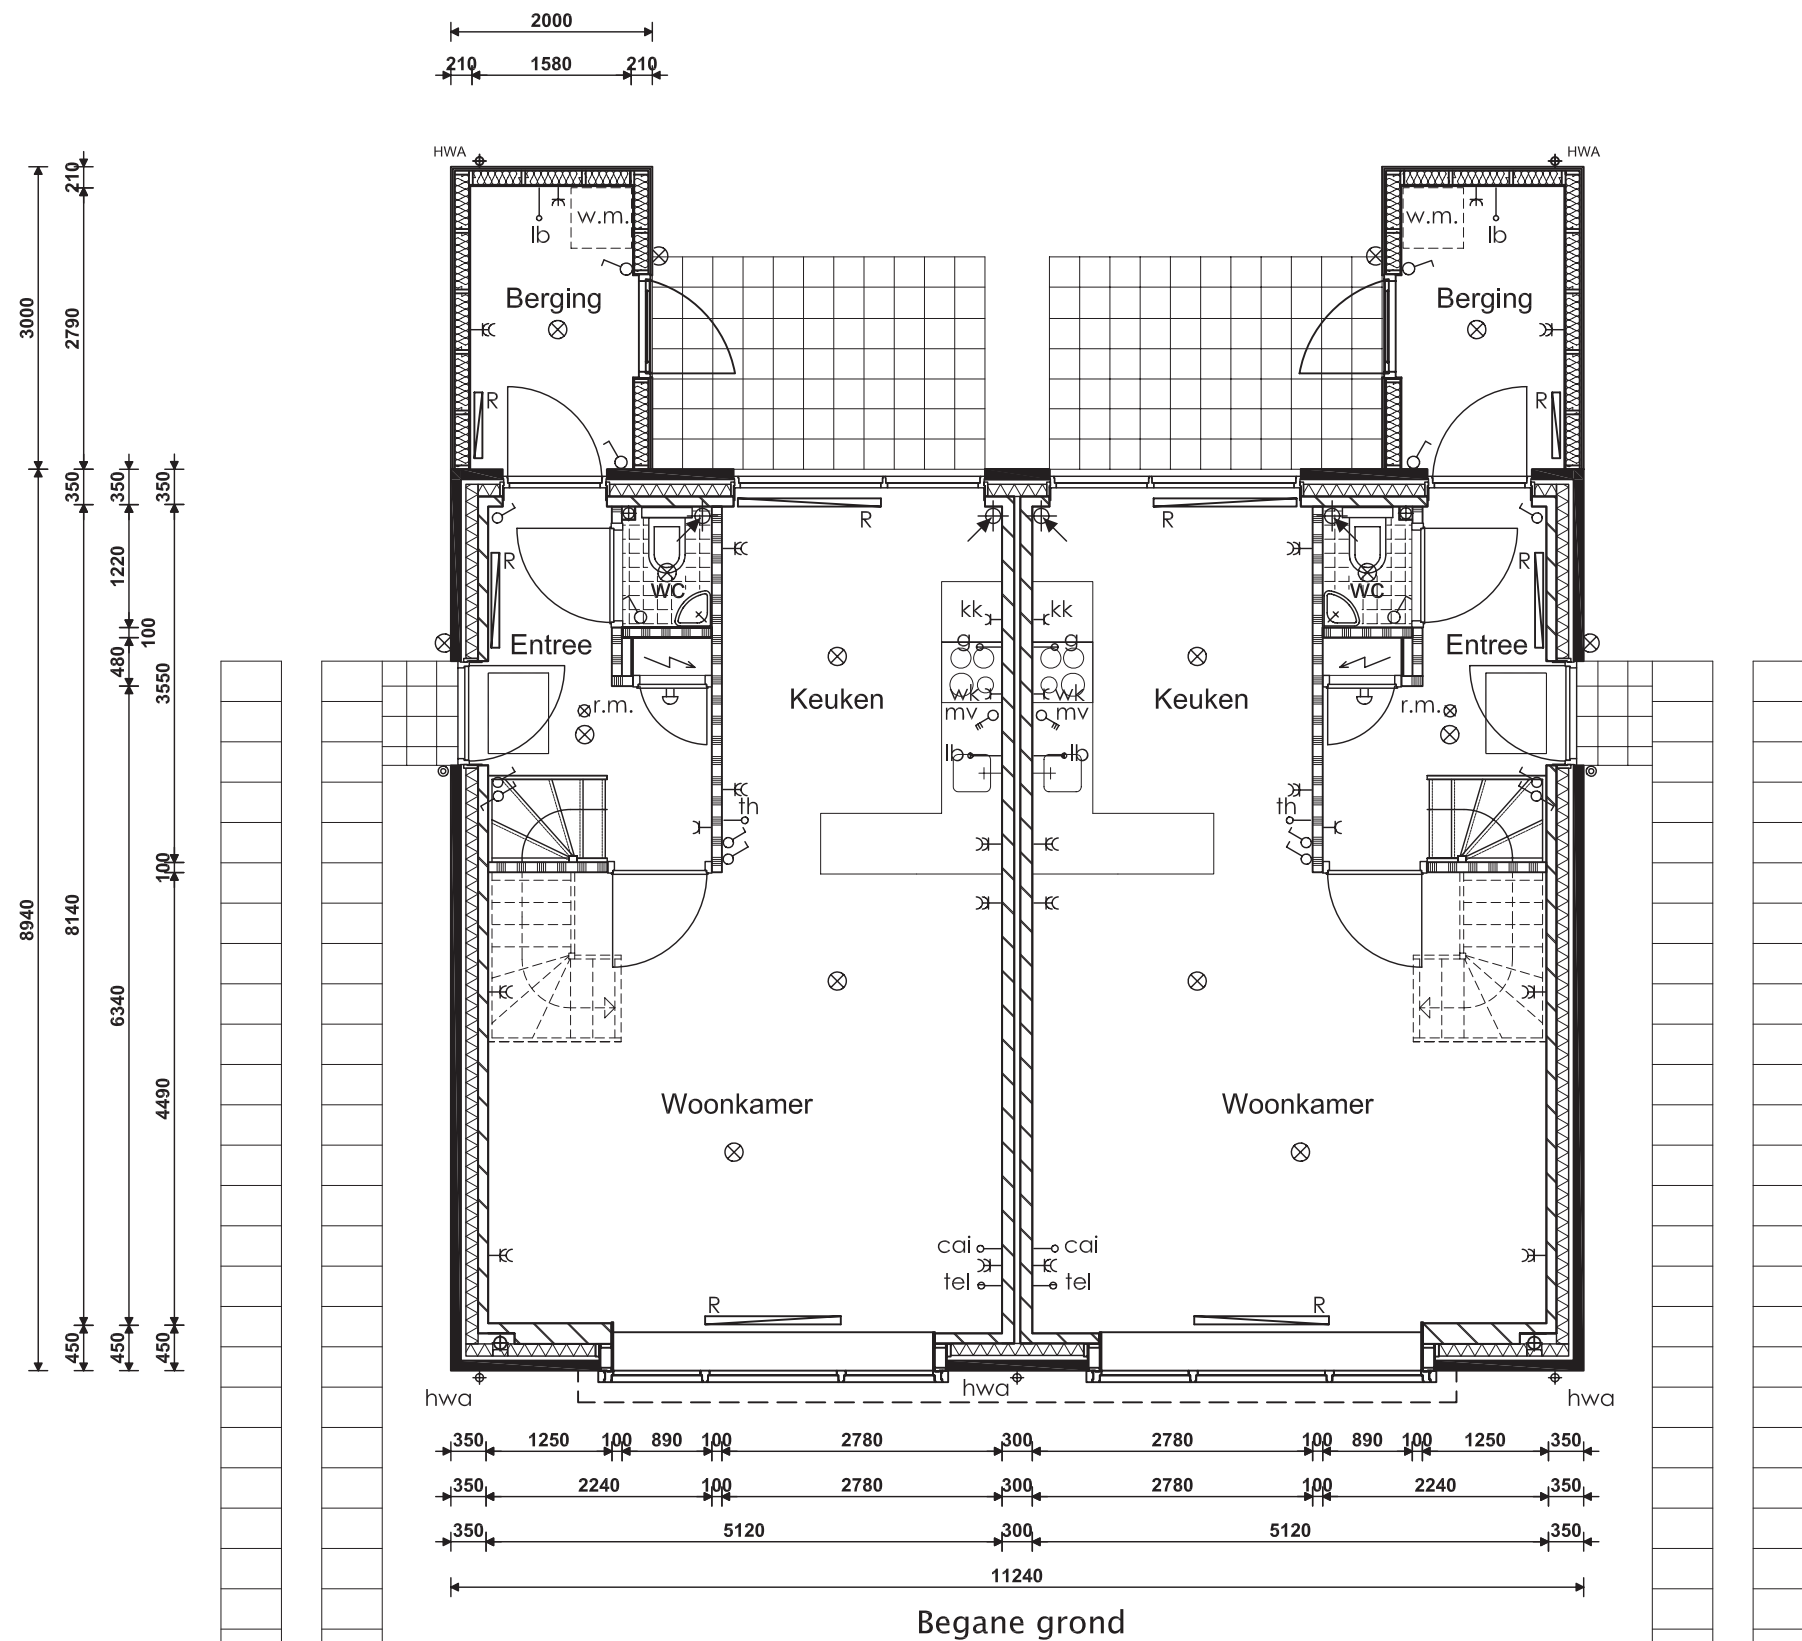 2000
210 1580 210
HWA HWA
210
w.m. w.m.
lb lb
Berging Berging
3000
2790
R R
350 350 350
R R
R R
1220
wc wc
kk kk
100
Entree Entree
g g
480
3550
Keuken Keuken
wk wk
r.m. r.m.
mv mv
lb lb
th th
100
8940
8140
6340
4490
Woonkamer Woonkamer
cai cai
tel tel
R R
450 450 450
hwa hwa hwa
350 1250 100 890 100 2780 300 2780 100 890 100 1250 350
350 2240 100 2780 300 2780 100 2240 350
350 5120 300 5120 350
11240
Begane grond